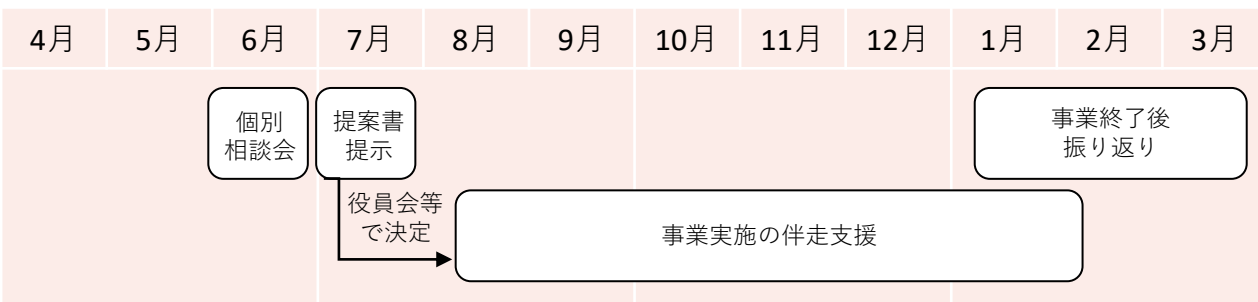 4月 5月 6月 7月 8月 9月 10月 11月 12月 1月 2月 3月
個別
相談会
提案書
提示
事業終了後
振り返り
役員会等
で決定
事業実施の伴走支援